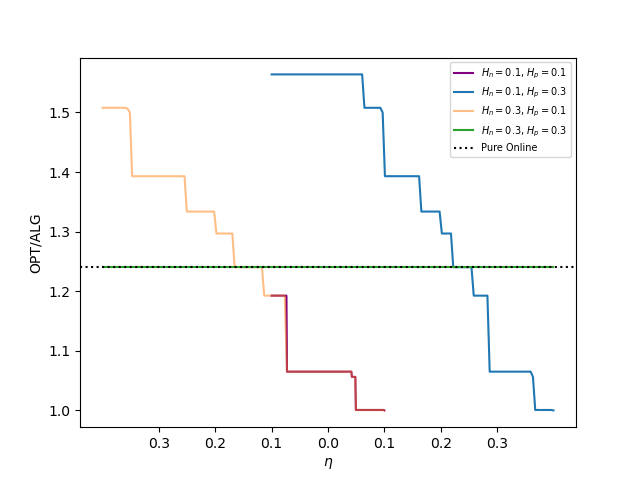 1.5
1.4
1.3
1.2
1.1
1.0
OPT/ALG
0.3 0.2 0.1 0.0 0.1 0.2 0.3
η
H_n = 0.1, H_p = 0.1
H_n = 0.1, H_p = 0.3
H_n = 0.3, H_p = 0.1
H_n = 0.3, H_p = 0.3
Pure Online